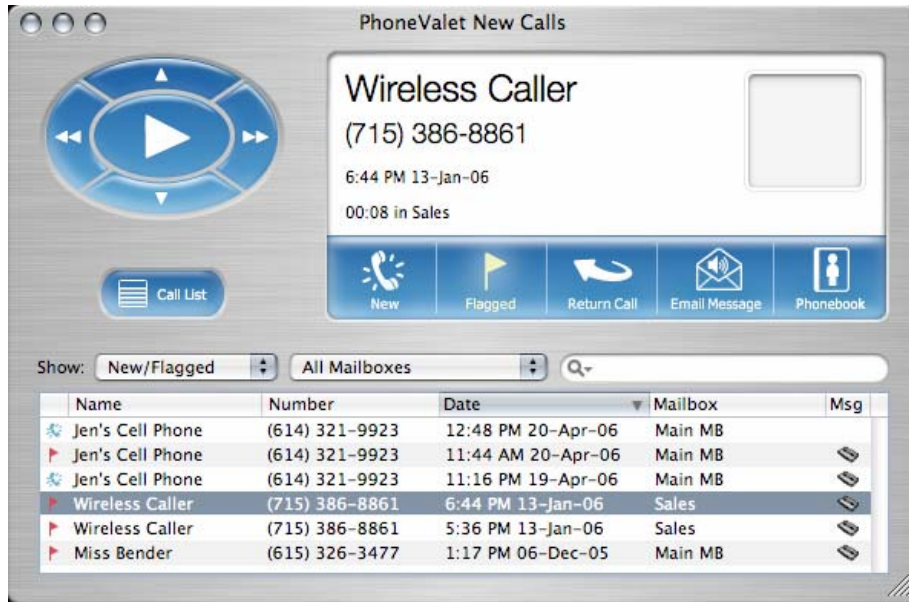 PhoneValet New Calls
Wireless Caller
(715) 386-8861
6:44 PM 13-Jan-06
00:08 in Sales
New Flagged Return Call Email Message Phonebook
Call List
Show: New/Flagged All Mailboxes
Name Number Date Mailbox Msg
Jen's Cell Phone (614) 321-9923 12:48 PM 20-Apr-06 Main MB
Jen's Cell Phone (614) 321-9923 11:44 AM 20-Apr-06 Main MB
Jen's Cell Phone (614) 321-9923 11:16 PM 19-Apr-06 Main MB
Wireless Caller (715) 386-8861 6:44 PM 13-Jan-06 Sales
Wireless Caller (715) 386-8861 5:36 PM 13-Jan-06 Sales
Miss Bender (615) 326-3477 1:17 PM 06-Dec-05 Main MB